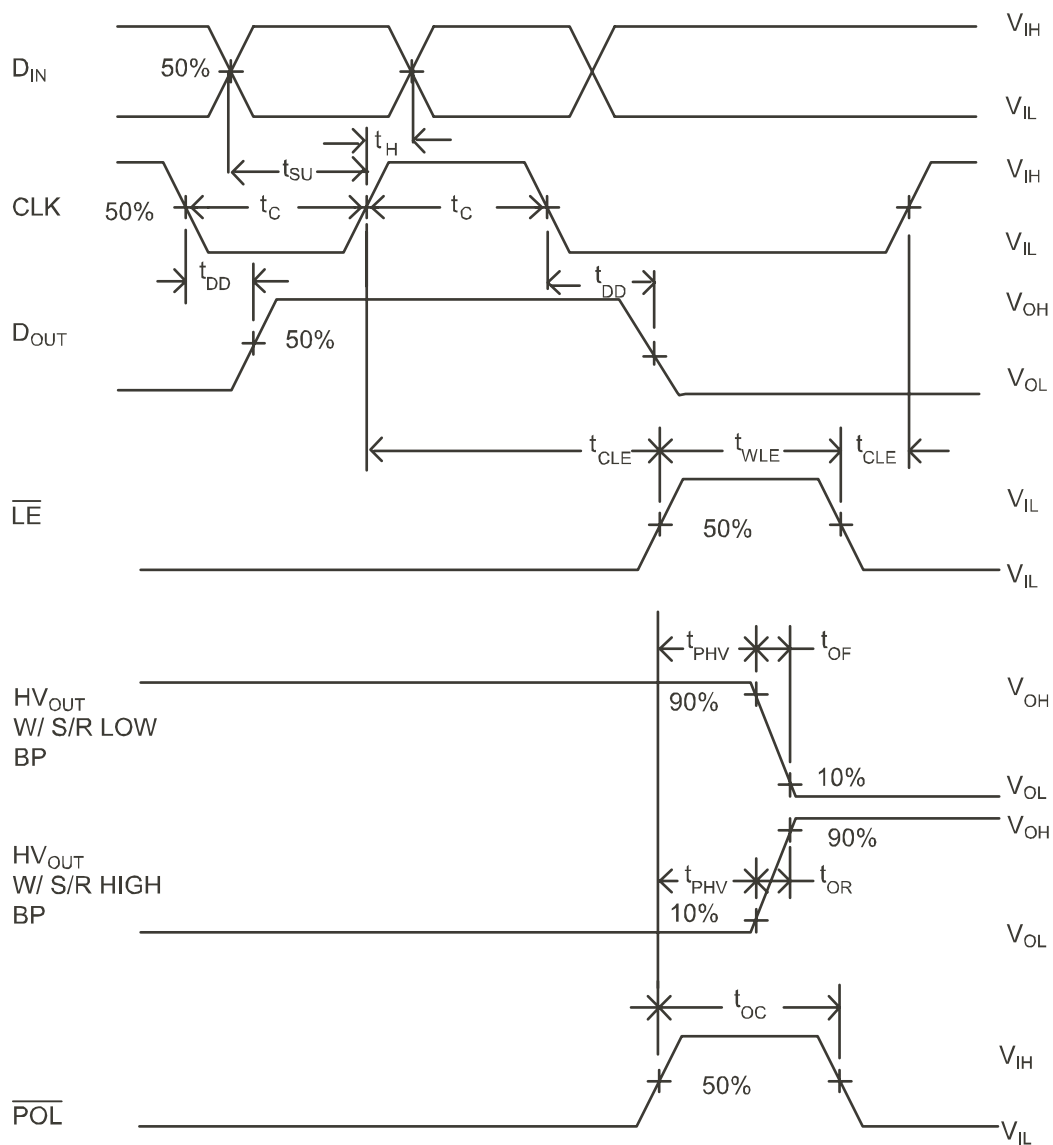 V_IH
D_IN
50%
V_IL
t_H
t_SU
V_IH
CLK
50%
t_C
t_C
V_IL
t_DD
t_DD
V_OH
D_OUT
50%
V_OL
t_CLE
t_WLE
t_CLE
V_IL
LE
50%
V_IL
t_PHV
t_OF
HV_OUT
W/ S/R LOW
BP
90%
V_OH
10%
V_OL
V_OH
HV_OUT
W/ S/R HIGH
BP
90%
t_PHV
t_OR
10%
V_OL
t_OC
V_IH
50%
POL
V_IL